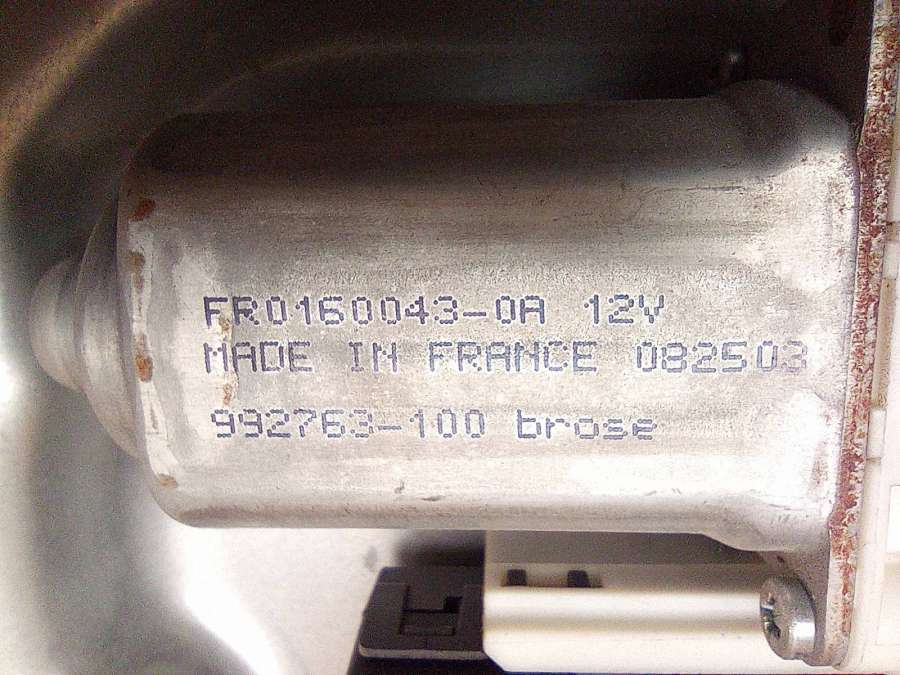 FR0160043-0A 12V
MADE IN FRANCE 082503
992763-100 brose